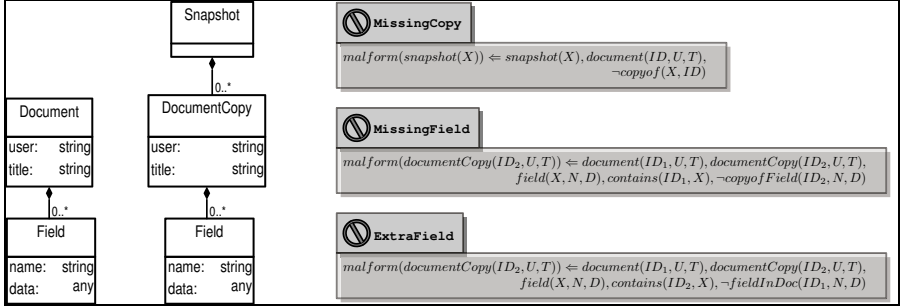 Snapshot
0..*
Document
user: string
title: string
0..*
Field
name: string
data: any
DocumentCopy
user: string
title: string
0..*
Field
name: string
data: any
MissingCopy
malform(snapshot(X)) ⇐ snapshot(X), document(ID, U, T),
¬copyof(X, ID)
MissingField
malform(documentCopy(ID₂, U, T)) ⇐ document(ID₁, U, T), documentCopy(ID₂, U, T),
field(X, N, D), contains(ID₁, X), ¬copyofField(ID₂, N, D)
ExtraField
malform(documentCopy(ID₂, U, T)) ⇐ document(ID₁, U, T), documentCopy(ID₂, U, T),
field(X, N, D), contains(ID₂, X), ¬fieldInDoc(ID₁, N, D)